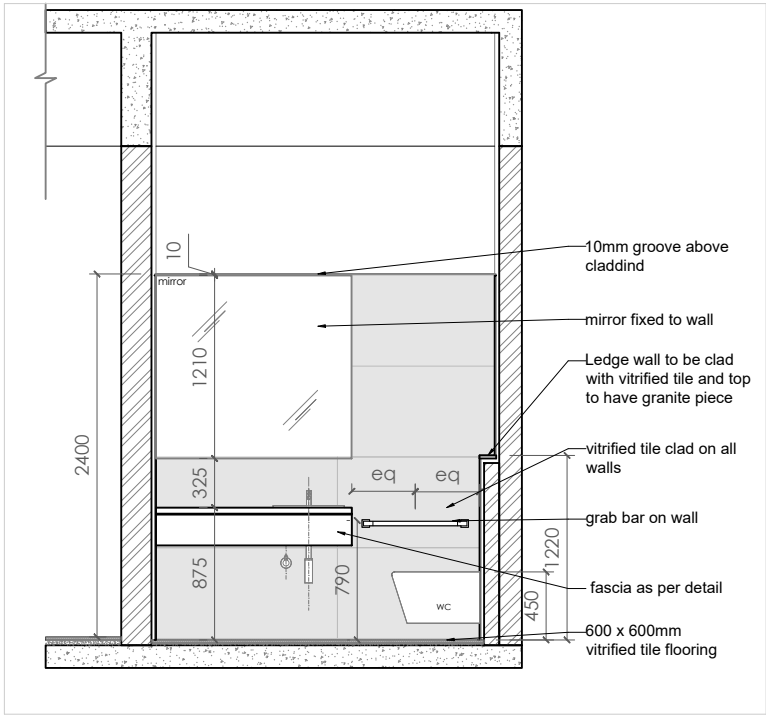 10
10mm groove above
claddind
mirror
mirror fixed to wall
1210
Ledge wall to be clad
with vitrified tile and top
to have granite piece
2400
vitrified tile clad on all
walls
eq
eq
325
grab bar on wall
1220
875
790
fascia as per detail
450
WC
600 x 600mm
vitrified tile flooring